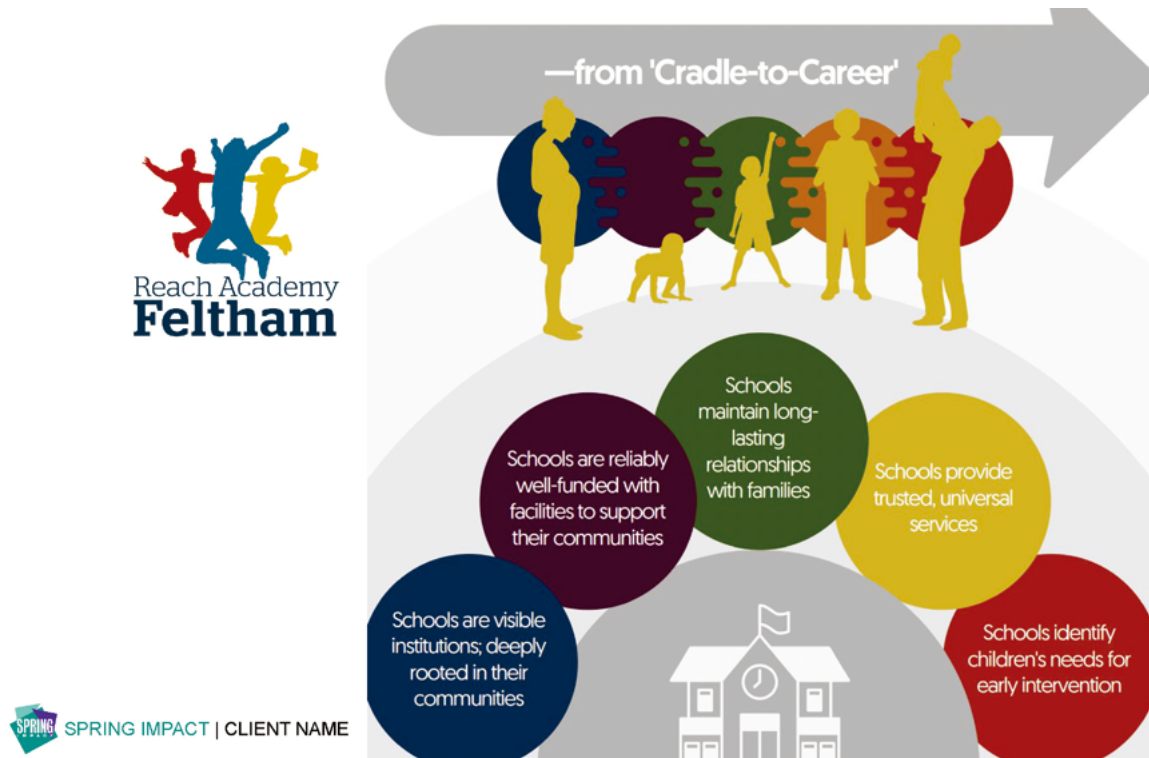 —from 'Cradle-to-Career'
Reach Academy
Feltham
Schools
maintain long-
lasting
relationships
with families
Schools are reliably
well-funded with
facilities to support
their communities
Schools provide
trusted, universal
services
Schools are visible
institutions; deeply
rooted in their
communities
Schools identify
children's needs for
early intervention
SPRING
IMPACT
SPRING IMPACT | CLIENT NAME